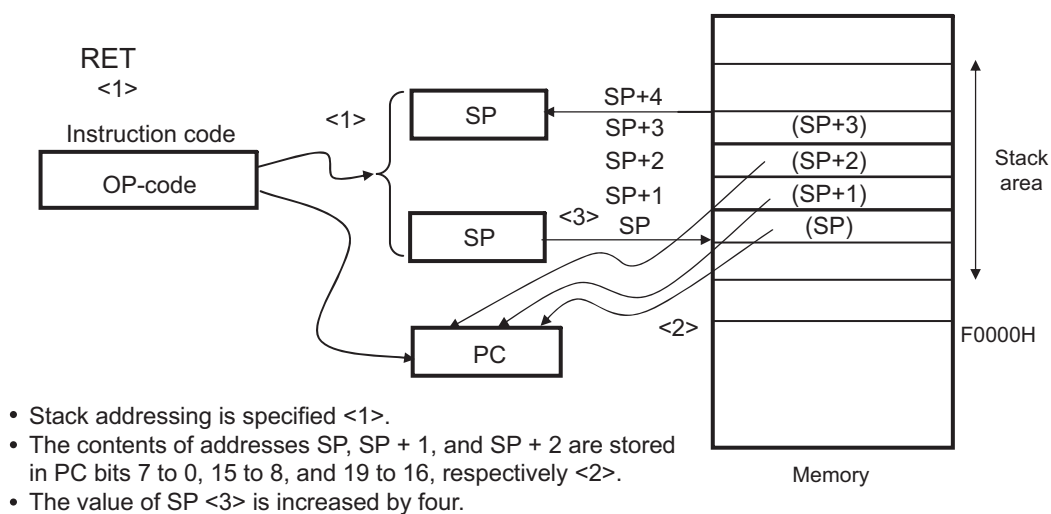 RET
<1>
Instruction code
OP-code
<1>
SP
SP
<3>
PC
SP+4
SP+3
SP+2
SP+1
SP
<2>
(SP+3)
(SP+2)
(SP+1)
(SP)
Stack
area
F0000H
Memory
• Stack addressing is specified <1>.
• The contents of addresses SP, SP + 1, and SP + 2 are stored
in PC bits 7 to 0, 15 to 8, and 19 to 16, respectively <2>.
• The value of SP <3> is increased by four.